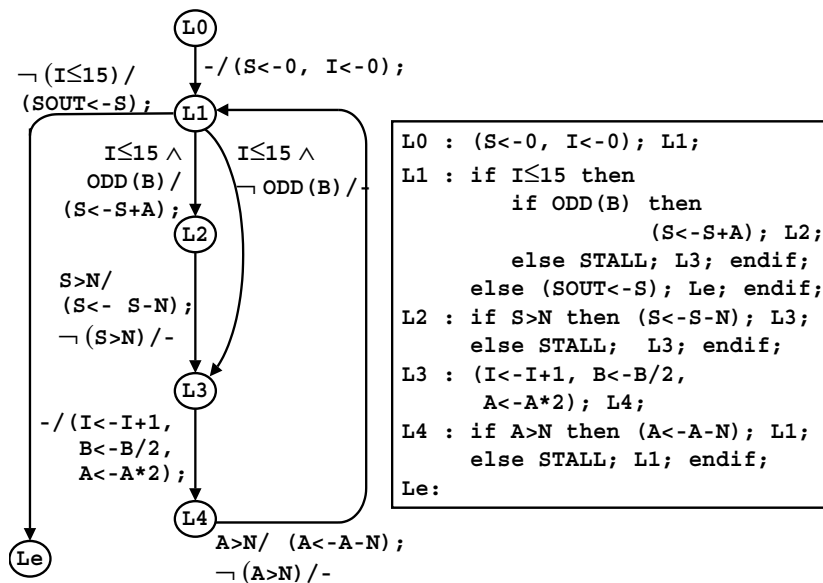 L0
-/(S<-0, I<-0);
¬(I≤15)/
(SOUT<-S);
L1
I≤15 ∧
ODD(B)/
(S<-S+A);
I≤15 ∧
¬ ODD(B)/-
L2
S>N/
(S<- S-N);
¬(S>N)/-
L3
-/(I<-I+1,
B<-B/2,
A<-A*2);
L4
A>N/ (A<-A-N);
¬(A>N)/-
Le
L0 : (S<-0, I<-0); L1;
L1 : if I≤15 then
if ODD(B) then
(S<-S+A); L2;
else STALL; L3; endif;
else (SOUT<-S); Le; endif;
L2 : if S>N then (S<-S-N); L3;
else STALL; L3; endif;
L3 : (I<-I+1, B<-B/2,
A<-A*2); L4;
L4 : if A>N then (A<-A-N); L1;
else STALL; L1; endif;
Le: